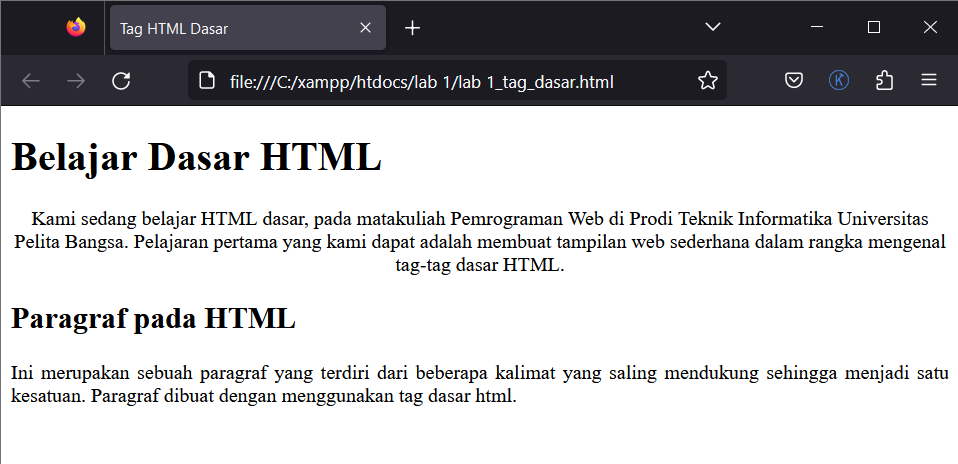 Tag HTML Dasar
file:///C:/xampp/htdocs/lab 1/lab 1_tag_dasar.html
Belajar Dasar HTML
Kami sedang belajar HTML dasar, pada matakuliah Pemrograman Web di Prodi Teknik Informatika Universitas
Pelita Bangsa. Pelajaran pertama yang kami dapat adalah membuat tampilan web sederhana dalam rangka mengenal
tag-tag dasar HTML.
Paragraf pada HTML
Ini merupakan sebuah paragraf yang terdiri dari beberapa kalimat yang saling mendukung sehingga menjadi satu
kesatuan. Paragraf dibuat dengan menggunakan tag dasar html.